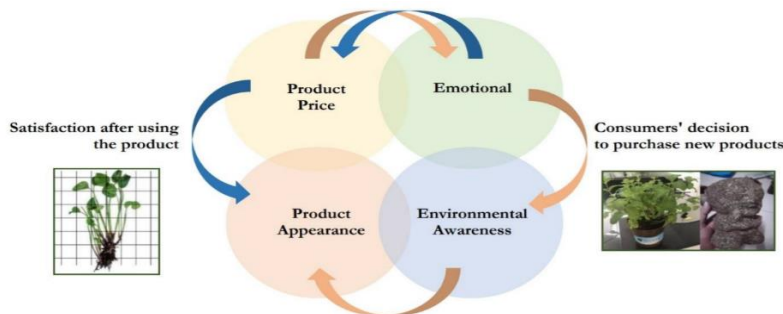 Product
Price
Emotional
Satisfaction after using
the product
Consumers' decision
to purchase new products
Product
Appearance
Environmental
Awareness